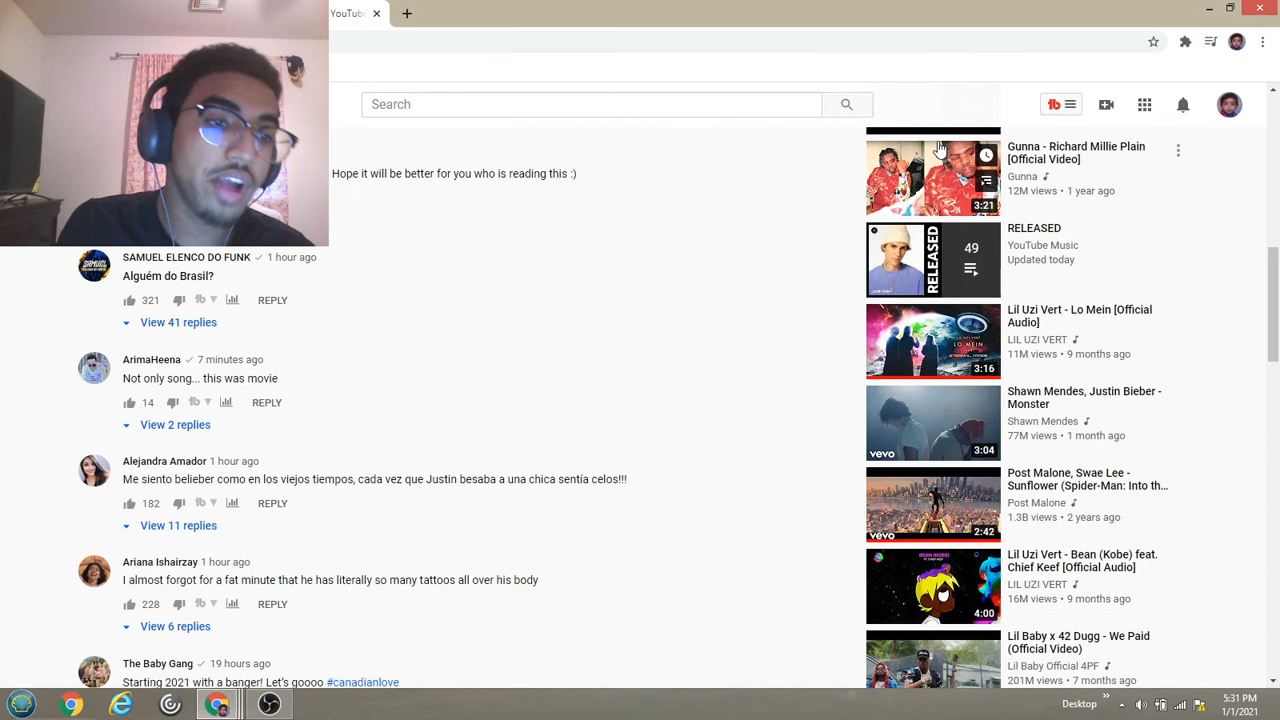 YouTub
Search
Hope it will be better for you who is reading this :)
SAMUEL ELENCO DO FUNK 1 hour ago
Alguém do Brasil?
321 REPLY
View 41 replies
ArimaHeena 7 minutes ago
Not only song... this was movie
14 REPLY
View 2 replies
Alejandra Amador 1 hour ago
Me siento belieber como en los viejos tiempos, cada vez que Justin besaba a una chica sentía celos!!!
182 REPLY
View 11 replies
Ariana Ishairzay 1 hour ago
I almost forgot for a fat minute that he has literally so many tattoos all over his body
228 REPLY
View 6 replies
The Baby Gang 19 hours ago
Starting 2021 with a banger! Let's goooo #canadianlove
3:21
Gunna - Richard Millie Plain
[Official Video]
Gunna
12M views • 1 year ago
RELEASED
49
RELEASED
YouTube Music
Updated today
LO MEIN
ETERNAL ATAKE
3:16
Lil Uzi Vert - Lo Mein [Official
Audio]
LIL UZI VERT
11M views • 9 months ago
vevo
3:04
Shawn Mendes, Justin Bieber -
Monster
Shawn Mendes
77M views • 1 month ago
vevo
2:42
Post Malone, Swae Lee -
Sunflower (Spider-Man: Into th...
Post Malone
1.3B views • 2 years ago
4:00
Lil Uzi Vert - Bean (Kobe) feat.
Chief Keef [Official Audio]
LIL UZI VERT
16M views • 9 months ago
Lil Baby x 42 Dugg - We Paid
(Official Video)
Lil Baby Official 4PF
201M views • 7 months ago
Desktop
5:31 PM
1/1/2021